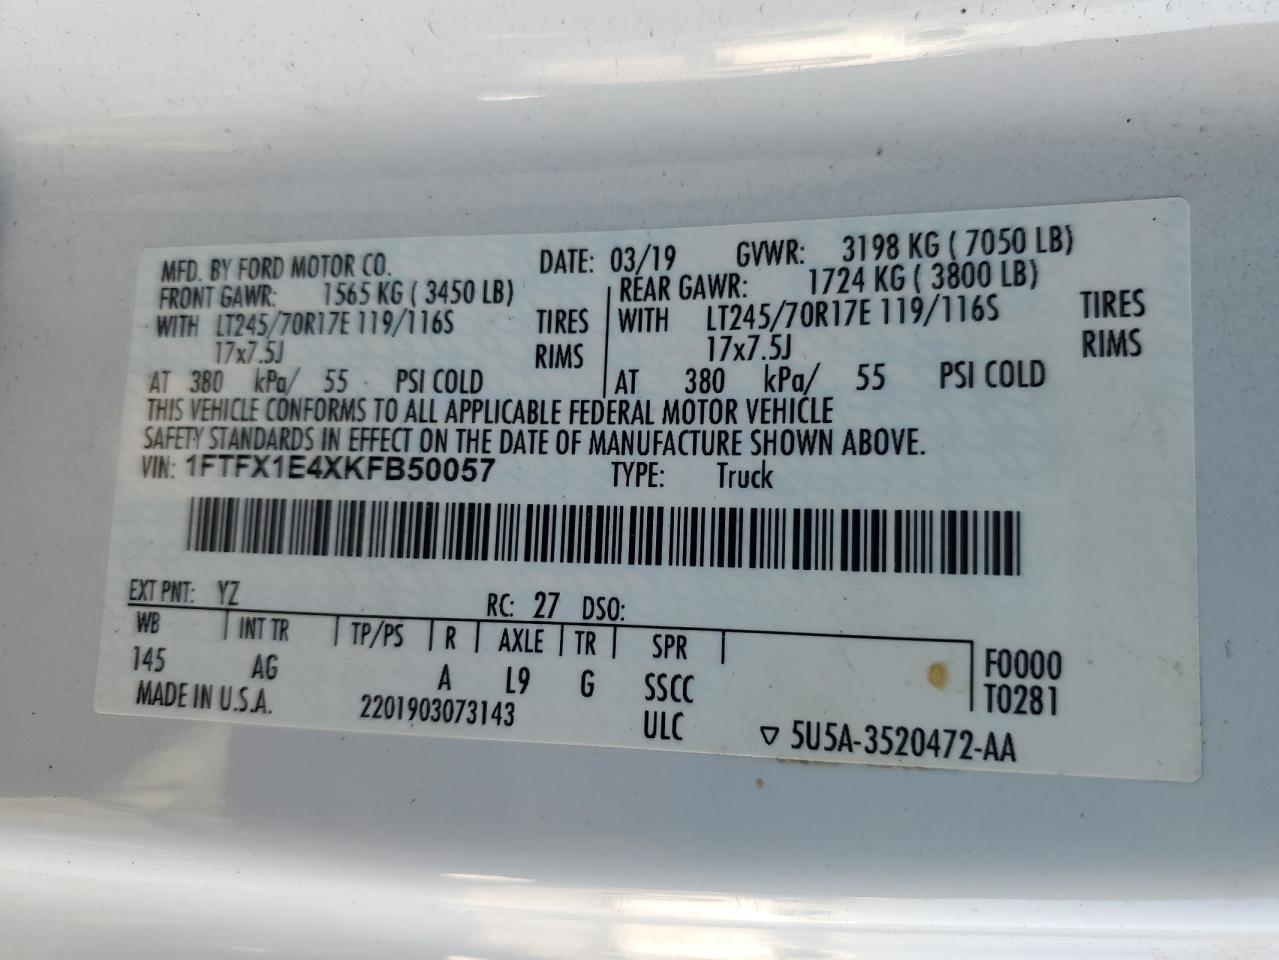 MFD. BY FORD MOTOR CO. DATE: 03/19 GVWR: 3198 KG ( 7050 LB)
FRONT GAWR: 1565 KG ( 3450 LB) REAR GAWR: 1724 KG ( 3800 LB)
WITH LT245/70R17E 119/116S TIRES WITH LT245/70R17E 119/116S TIRES
17x7.5J RIMS 17x7.5J RIMS
AT 380 kPa/ 55 PSI COLD AT 380 kPa/ 55 PSI COLD
THIS VEHICLE CONFORMS TO ALL APPLICABLE FEDERAL MOTOR VEHICLE
SAFETY STANDARDS IN EFFECT ON THE DATE OF MANUFACTURE SHOWN ABOVE.
VIN: 1FTFX1E4XKFB50057 TYPE: Truck
EXT PNT: YZ RC: 27 DSO:
WB INT TR TP/PS R AXLE TR SPR F0000
145 AG A L9 G SSCC T0281
MADE IN U.S.A. 2201903073143 ULC ▽ 5U5A-3520472-AA